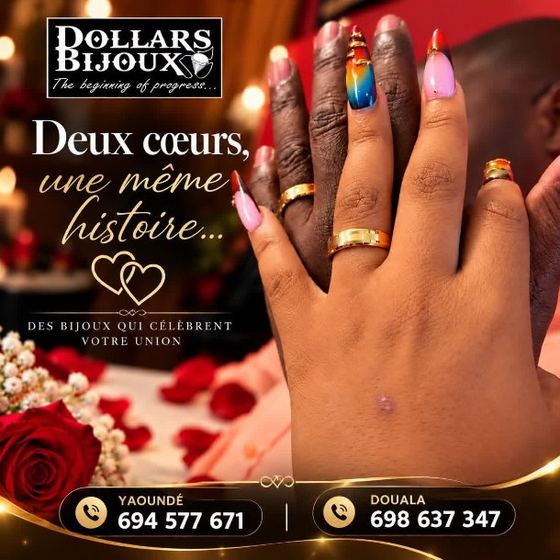 DOLLARS
BIJOUX
The beginning of progress...
Deux cœurs,
une même
histoire...
DES BIJOUX QUI CÉLÈBRENT
VOTRE UNION
YAOUNDÉ
694 577 671
DOUALA
698 637 347